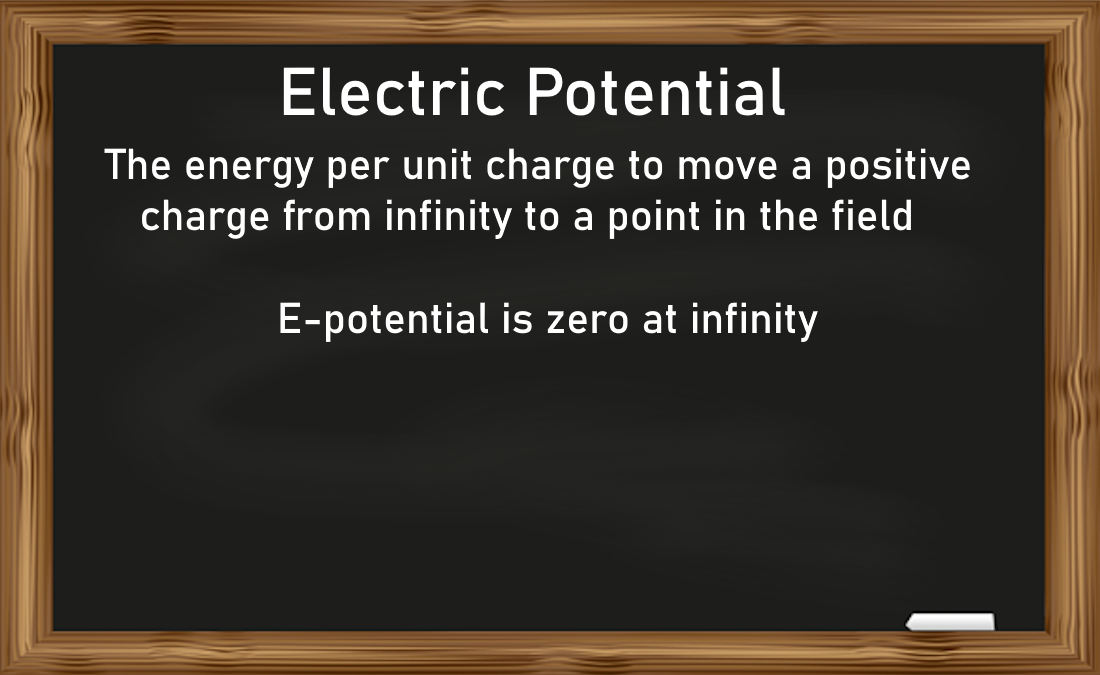 Electric Potential
The energy per unit charge to move a positive
charge from infinity to a point in the field
E-potential is zero at infinity